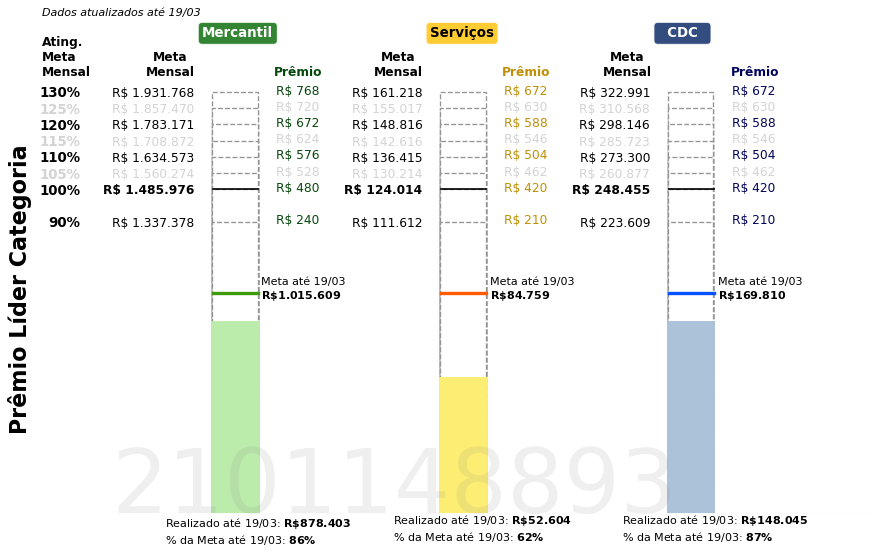 Dados atualizados até 19/03
Mercantil Serviços CDC
Ating. Meta Mensal Meta Mensal Prêmio Meta Mensal Prêmio Meta Mensal Prêmio
130% R$ 1.931.768 R$ 768 R$ 161.218 R$ 672 R$ 322.991 R$ 672
125% R$ 1.857.470 R$ 720 R$ 155.017 R$ 630 R$ 310.568 R$ 630
120% R$ 1.783.171 R$ 672 R$ 148.816 R$ 588 R$ 298.146 R$ 588
115% R$ 1.708.872 R$ 624 R$ 142.616 R$ 546 R$ 285.723 R$ 546
110% R$ 1.634.573 R$ 576 R$ 136.415 R$ 504 R$ 273.300 R$ 504
105% R$ 1.560.274 R$ 528 R$ 130.214 R$ 462 R$ 260.877 R$ 462
100% R$ 1.485.976 R$ 480 R$ 124.014 R$ 420 R$ 248.455 R$ 420
90% R$ 1.337.378 R$ 240 R$ 111.612 R$ 210 R$ 223.609 R$ 210
Meta até 19/03 Meta até 19/03 Meta até 19/03
R$1.015.609 R$84.759 R$169.810
Prêmio Líder Categoria
2101148893
Realizado até 19/03: R$878.403 Realizado até 19/03: R$52.604 Realizado até 19/03: R$148.045
% da Meta até 19/03: 86% % da Meta até 19/03: 62% % da Meta até 19/03: 87%